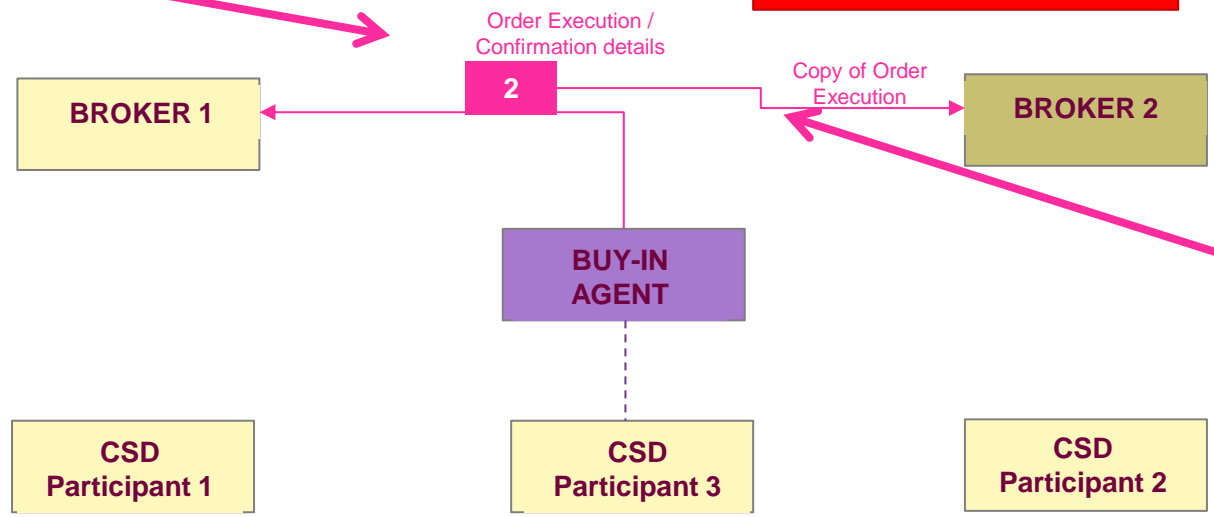 Order Execution /
Confirmation details
2
Copy of Order
Execution
BROKER 1
BROKER 2
BUY-IN
AGENT
CSD
Participant 1
CSD
Participant 3
CSD
Participant 2